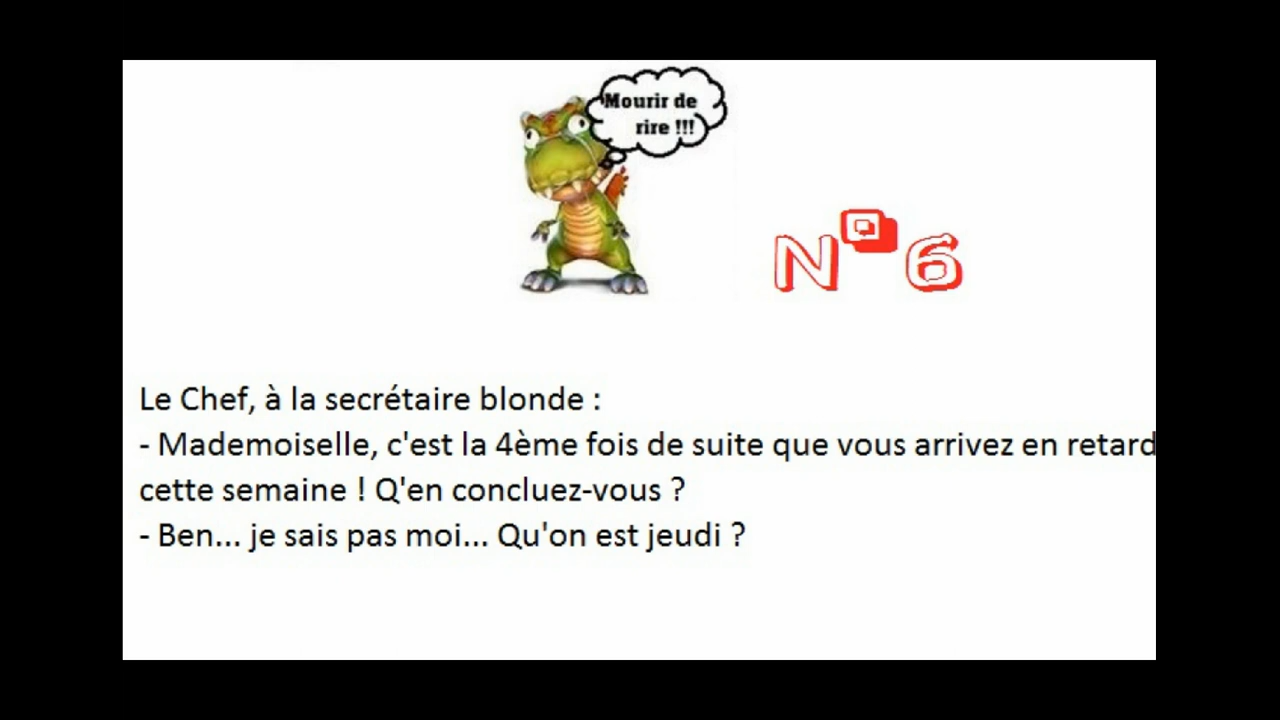 Mourir de
rire !!!
N°6
Le Chef, à la secrétaire blonde :
- Mademoiselle, c'est la 4ème fois de suite que vous arrivez en retard
cette semaine ! Q'en concluez-vous ?
- Ben... je sais pas moi... Qu'on est jeudi ?